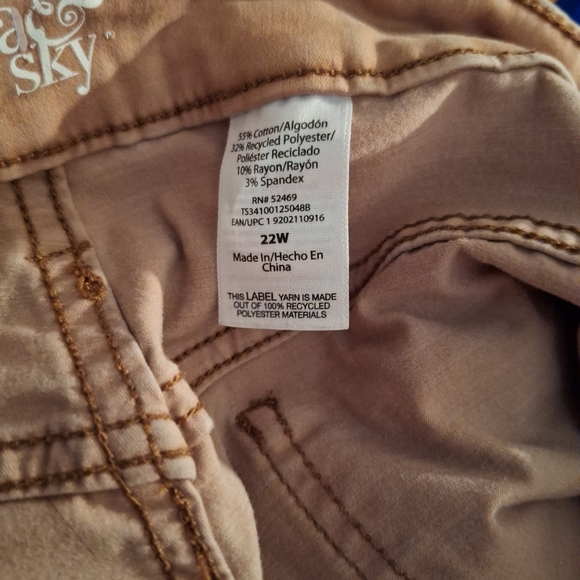 a&
sky
55% Cotton/Algodón
32% Recycled Polyester/
Poliéster Reciclado
10% Rayon/Rayón
3% Spandex
RN# 52469
TS34100125048B
EAN/UPC 1 9202110916
22W
Made In/Hecho En
China
THIS LABEL YARN IS MADE
OUT OF 100% RECYCLED
POLYESTER MATERIALS